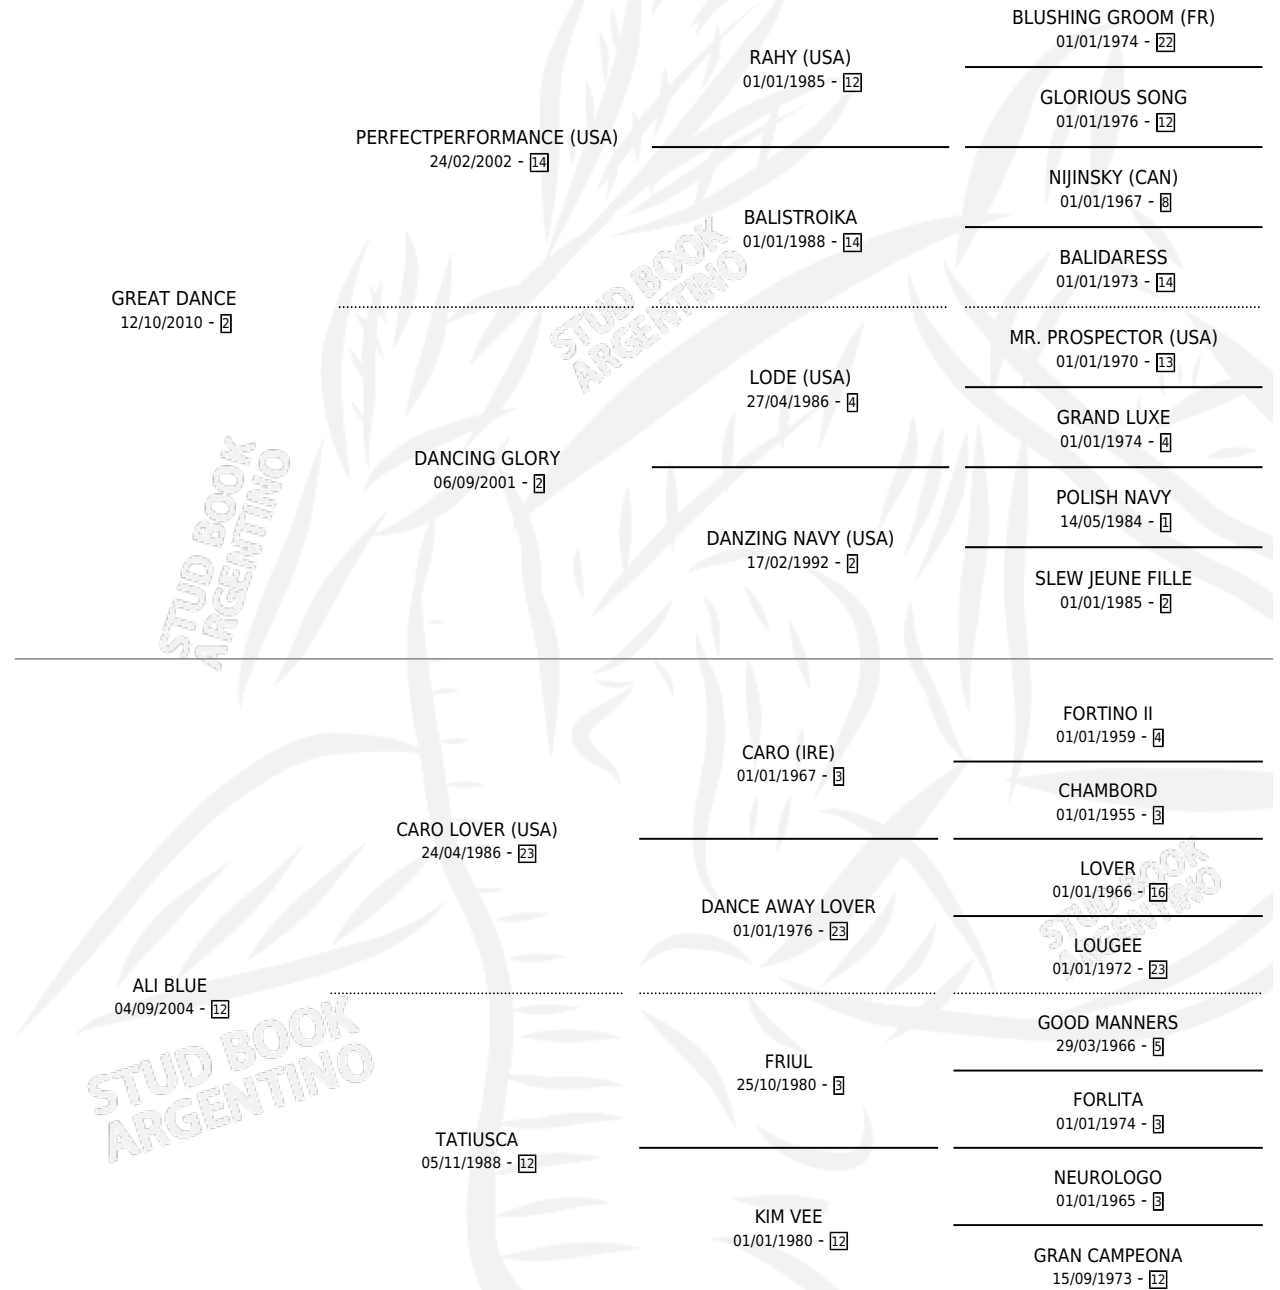 BLUSHING GROOM (FR)
01/01/1974 - 22
RAHY (USA)
01/01/1985 - 12
GLORIOUS SONG
01/01/1976 - 12
PERFECTPERFORMANCE (USA)
24/02/2002 - 14
NIJINSKY (CAN)
01/01/1967 - 8
BALISTROIKA
01/01/1988 - 14
BALIDARESS
01/01/1973 - 14
GREAT DANCE
12/10/2010 - 2
STUD BOOK
ARGENTINO
MR. PROSPECTOR (USA)
01/01/1970 - 13
LODE (USA)
27/04/1986 - 4
GRAND LUXE
01/01/1974 - 4
DANCING GLORY
06/09/2001 - 2
POLISH NAVY
14/05/1984 - 1
DANZING NAVY (USA)
17/02/1992 - 2
SLEW JEUNE FILLE
01/01/1985 - 2
STUD BOOK
ARGENTINO
FORTINO II
01/01/1959 - 4
CARO (IRE)
01/01/1967 - 3
CHAMBORD
01/01/1955 - 3
CARO LOVER (USA)
24/04/1986 - 23
LOVER
01/01/1966 - 16
DANCE AWAY LOVER
01/01/1976 - 23
LOUGEE
01/01/1972 - 23
STUD BOOK
ARGENTINO
ALI BLUE
04/09/2004 - 12
STUD BOOK
ARGENTINO
GOOD MANNERS
29/03/1966 - 5
FRIUL
25/10/1980 - 3
FORLITA
01/01/1974 - 3
TATIUSCA
05/11/1988 - 12
NEUROLOGO
01/01/1965 - 3
KIM VEE
01/01/1980 - 12
GRAN CAMPEONA
15/09/1973 - 12